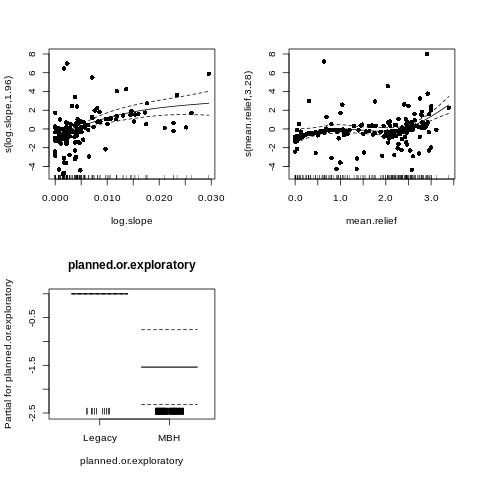 s(log.slope,1.96)
8
6
4
2
0
-2
-4
0.000
0.010
0.020
0.030
log.slope
s(mean.relief,3.28)
8
6
4
2
0
-2
-4
0.0
1.0
2.0
3.0
mean.relief
planned.or.exploratory
Partial for planned.or.exploratory
-0.5
-1.5
-2.5
Legacy
MBH
planned.or.exploratory